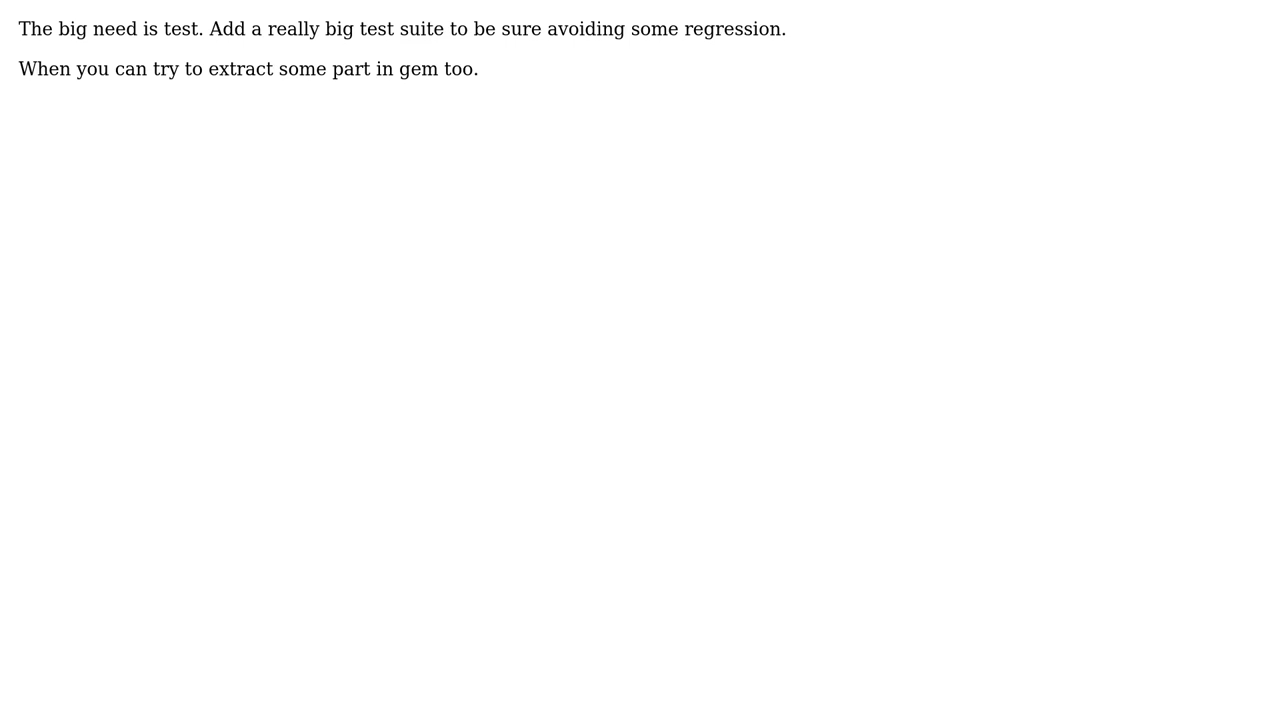 The big need is test. Add a really big test suite to be sure avoiding some regression.
When you can try to extract some part in gem too.